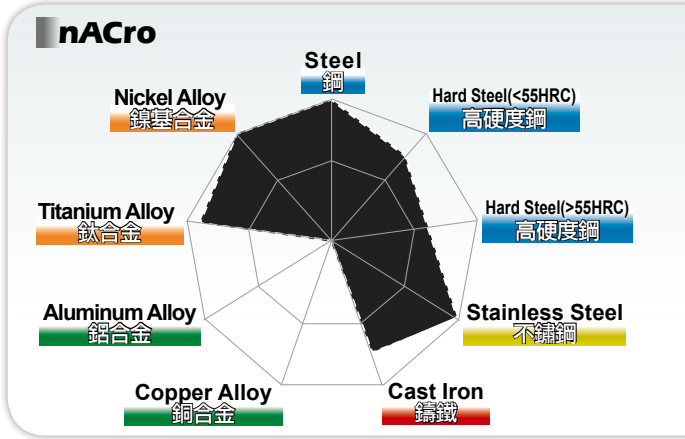 nACro
Steel
鋼
Hard Steel(<55HRC)
高硬度鋼
Hard Steel(>55HRC)
高硬度鋼
Stainless Steel
不鏽鋼
Cast Iron
鑄鐵
Copper Alloy
銅合金
Aluminum Alloy
鋁合金
Titanium Alloy
鈦合金
Nickel Alloy
鎳基合金